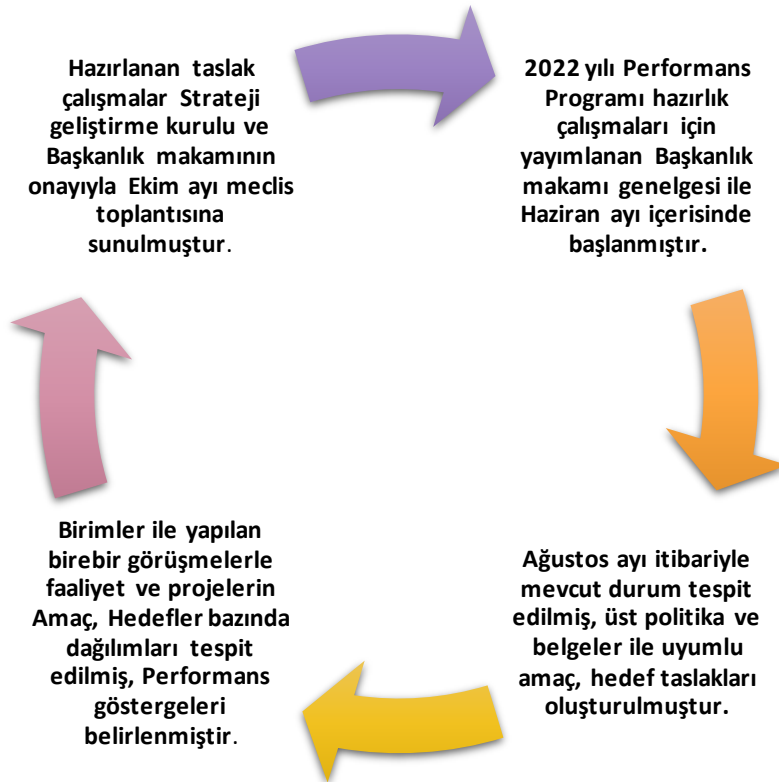 Hazırlanan taslak
çalışmalar Strateji
geliştirme kurulu ve
Başkanlık makamının
onayıyla Ekim ayı meclis
toplantısına
sunulmuştur.
2022 yılı Performans
Programı hazırlık
çalışmaları için
yayımlanan Başkanlık
makamı genelgesi ile
Haziran ayı içerisinde
başlanmıştır.
Ağustos ayı itibariyle
mevcut durum tespit
edilmiş, üst politika ve
belgeler ile uyumlu
amaç, hedef taslakları
oluşturulmuştur.
Birimler ile yapılan
birebir görüşmelerle
faaliyet ve projelerin
Amaç, Hedefler bazında
dağılımları tespit
edilmiş, Performans
göstergeleri
belirlenmiştir.